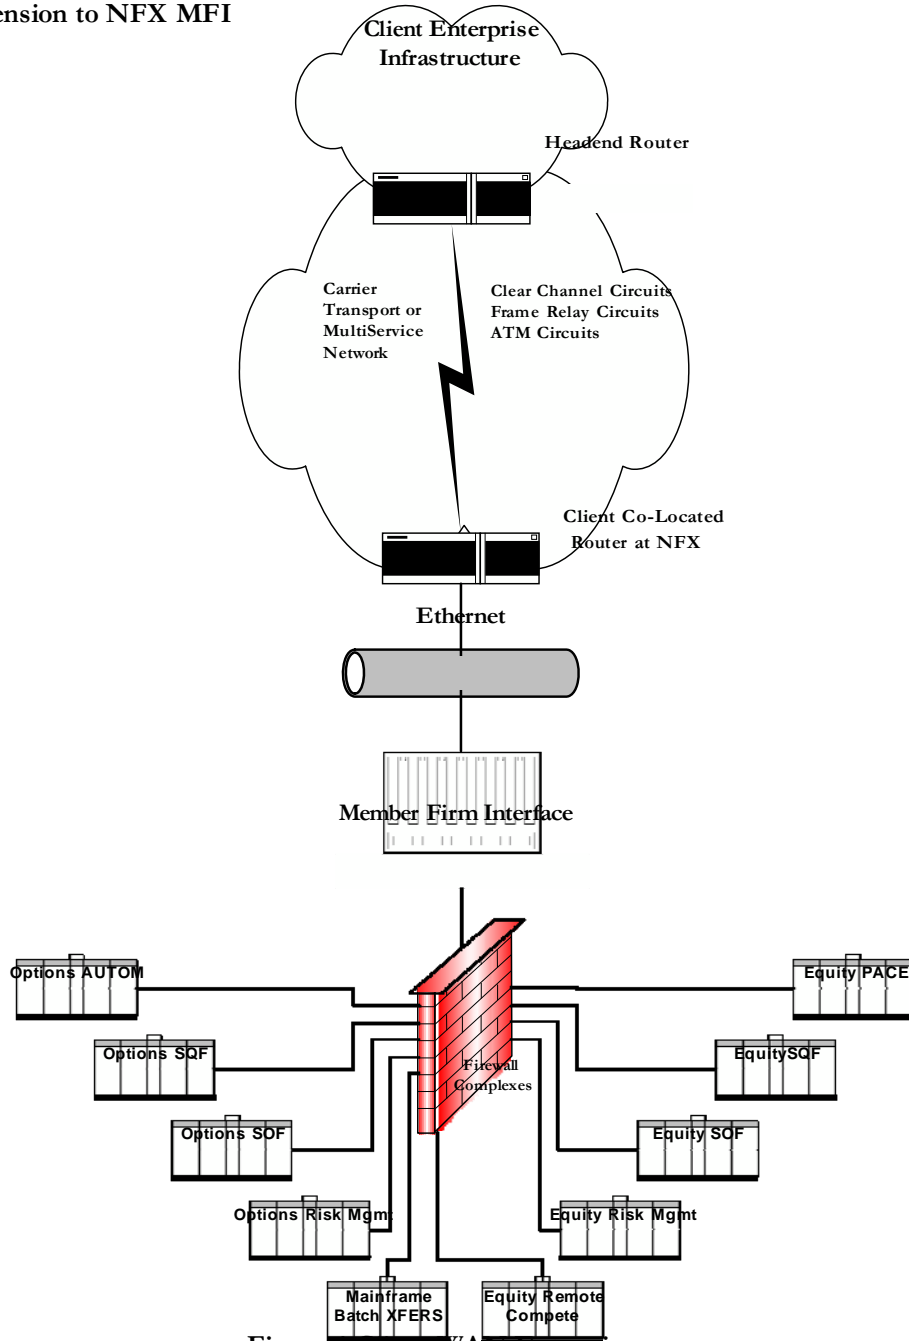 ension to NFX MFI
Client Enterprise
Infrastructure
Headend Router
Carrier
Transport or
MultiService
Network
Clear Channel Circuits
Frame Relay Circuits
ATM Circuits
Client Co-Located
Router at NFX
Ethernet
Member Firm Interface
Firewall
Complexes
Options AUTOM
Equity PACE
Options SQF
EquitySQF
Options SOF
Equity SOF
Options Risk Mgmt
Equity Risk Mgmt
Mainframe
Batch XFERS
Equity Remote
Compete